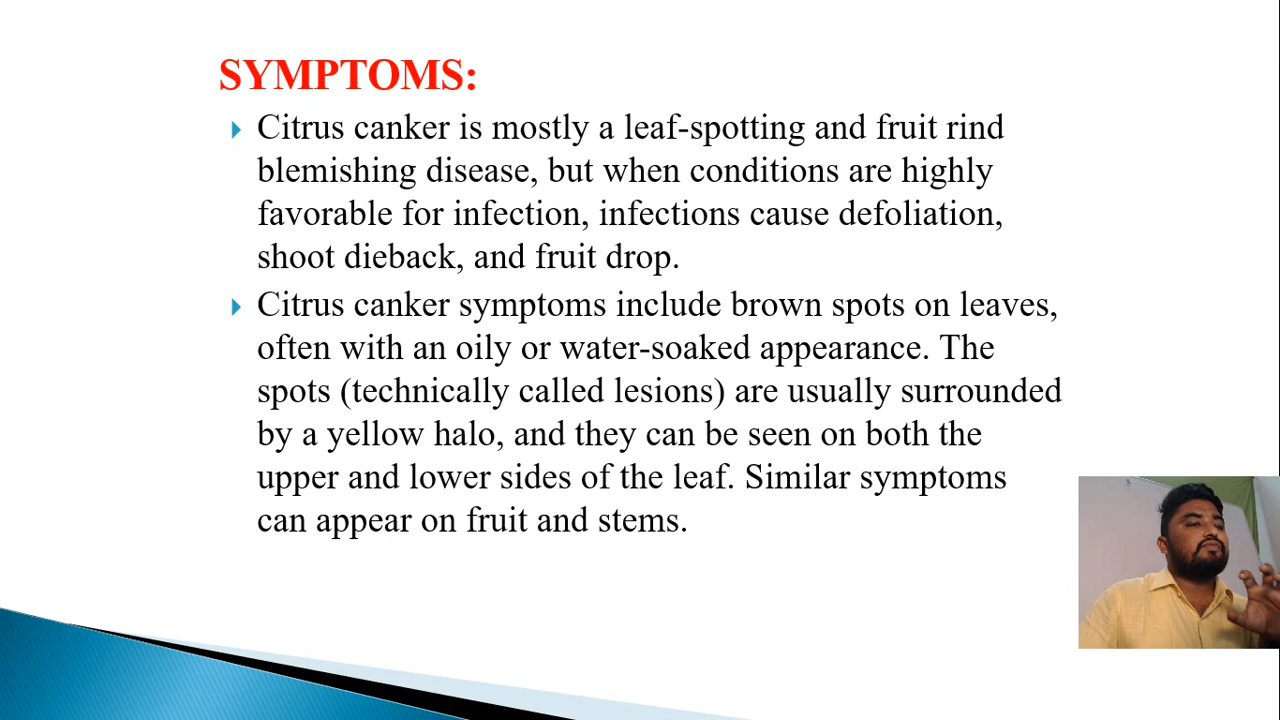 SYMPTOMS:
Citrus canker is mostly a leaf-spotting and fruit rind
blemishing disease, but when conditions are highly
favorable for infection, infections cause defoliation,
shoot dieback, and fruit drop.
Citrus canker symptoms include brown spots on leaves,
often with an oily or water-soaked appearance. The
spots (technically called lesions) are usually surrounded
by a yellow halo, and they can be seen on both the
upper and lower sides of the leaf. Similar symptoms
can appear on fruit and stems.